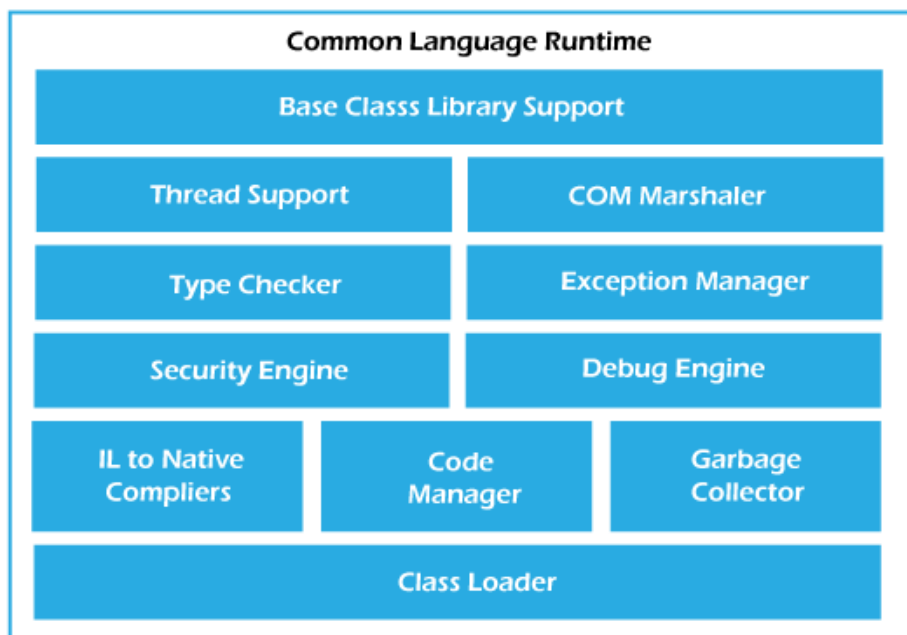 Common Language Runtime
Base Classs Library Support
Thread Support
COM Marshaler
Type Checker
Exception Manager
Security Engine
Debug Engine
IL to Native
Compliers
Code
Manager
Garbage
Collector
Class Loader